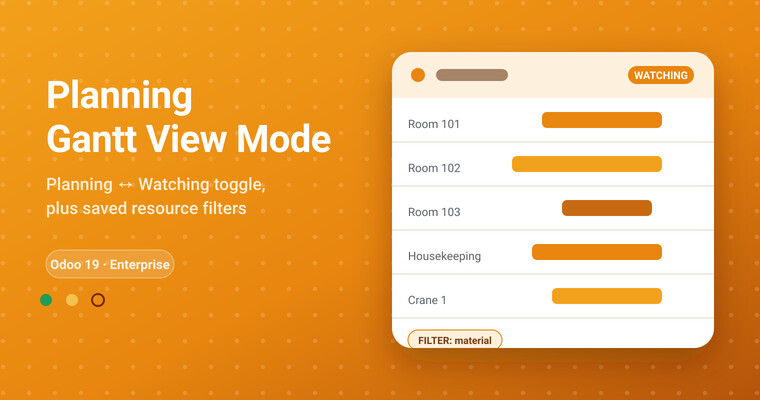 Planning
Gantt View Mode
Planning ↔ Watching toggle,
plus saved resource filters
Odoo 19 · Enterprise
WATCHING
Room 101
Room 102
Room 103
Housekeeping
Crane 1
FILTER: material